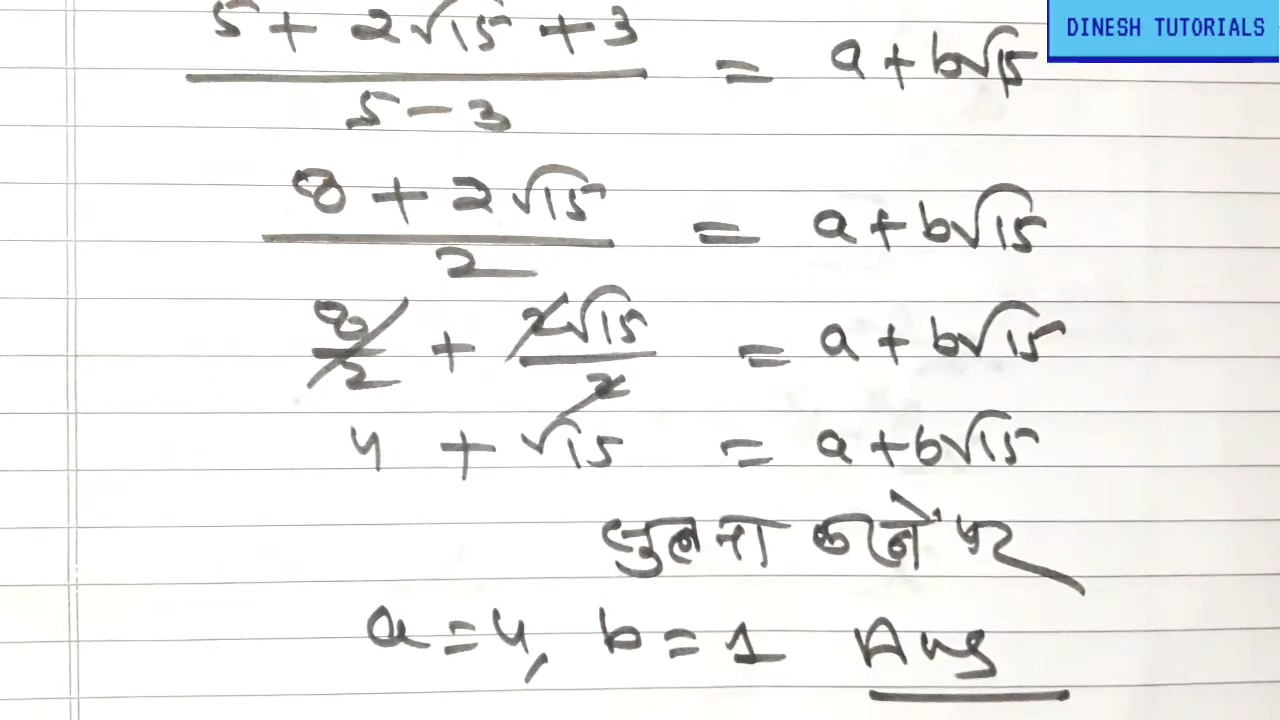 DINESH TUTORIALS
5 + 2√15 + 3 / 5 - 3 = a + b√15
8 + 2√15 / 2 = a + b√15
8/2 + 2√15/2 = a + b√15
4 + √15 = a + b√15
तुलना करने पर
a = 4, b = 1 Ans